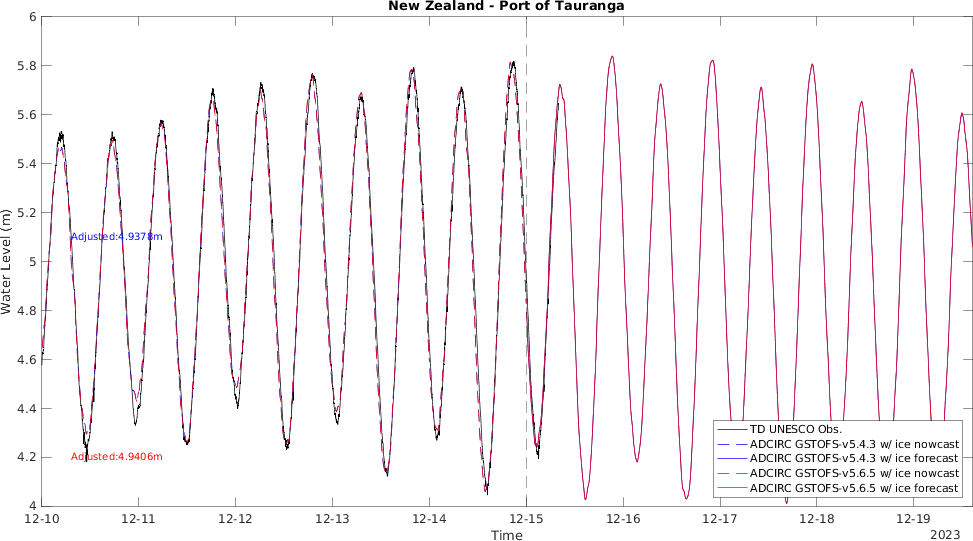 New Zealand - Port of Tauranga
6
5.8
5.6
5.4
5.2
5
4.8
4.6
4.4
4.2
4
Water Level (m)
Adjusted:4.9378m
Adjusted:4.9406m
TD UNESCO Obs.
ADCIRC GSTOFS-v5.4.3 w/ ice nowcast
ADCIRC GSTOFS-v5.4.3 w/ ice forecast
ADCIRC GSTOFS-v5.6.5 w/ ice nowcast
ADCIRC GSTOFS-v5.6.5 w/ ice forecast
12-10 12-11 12-12 12-13 12-14 12-15 12-16 12-17 12-18 12-19
Time
2023